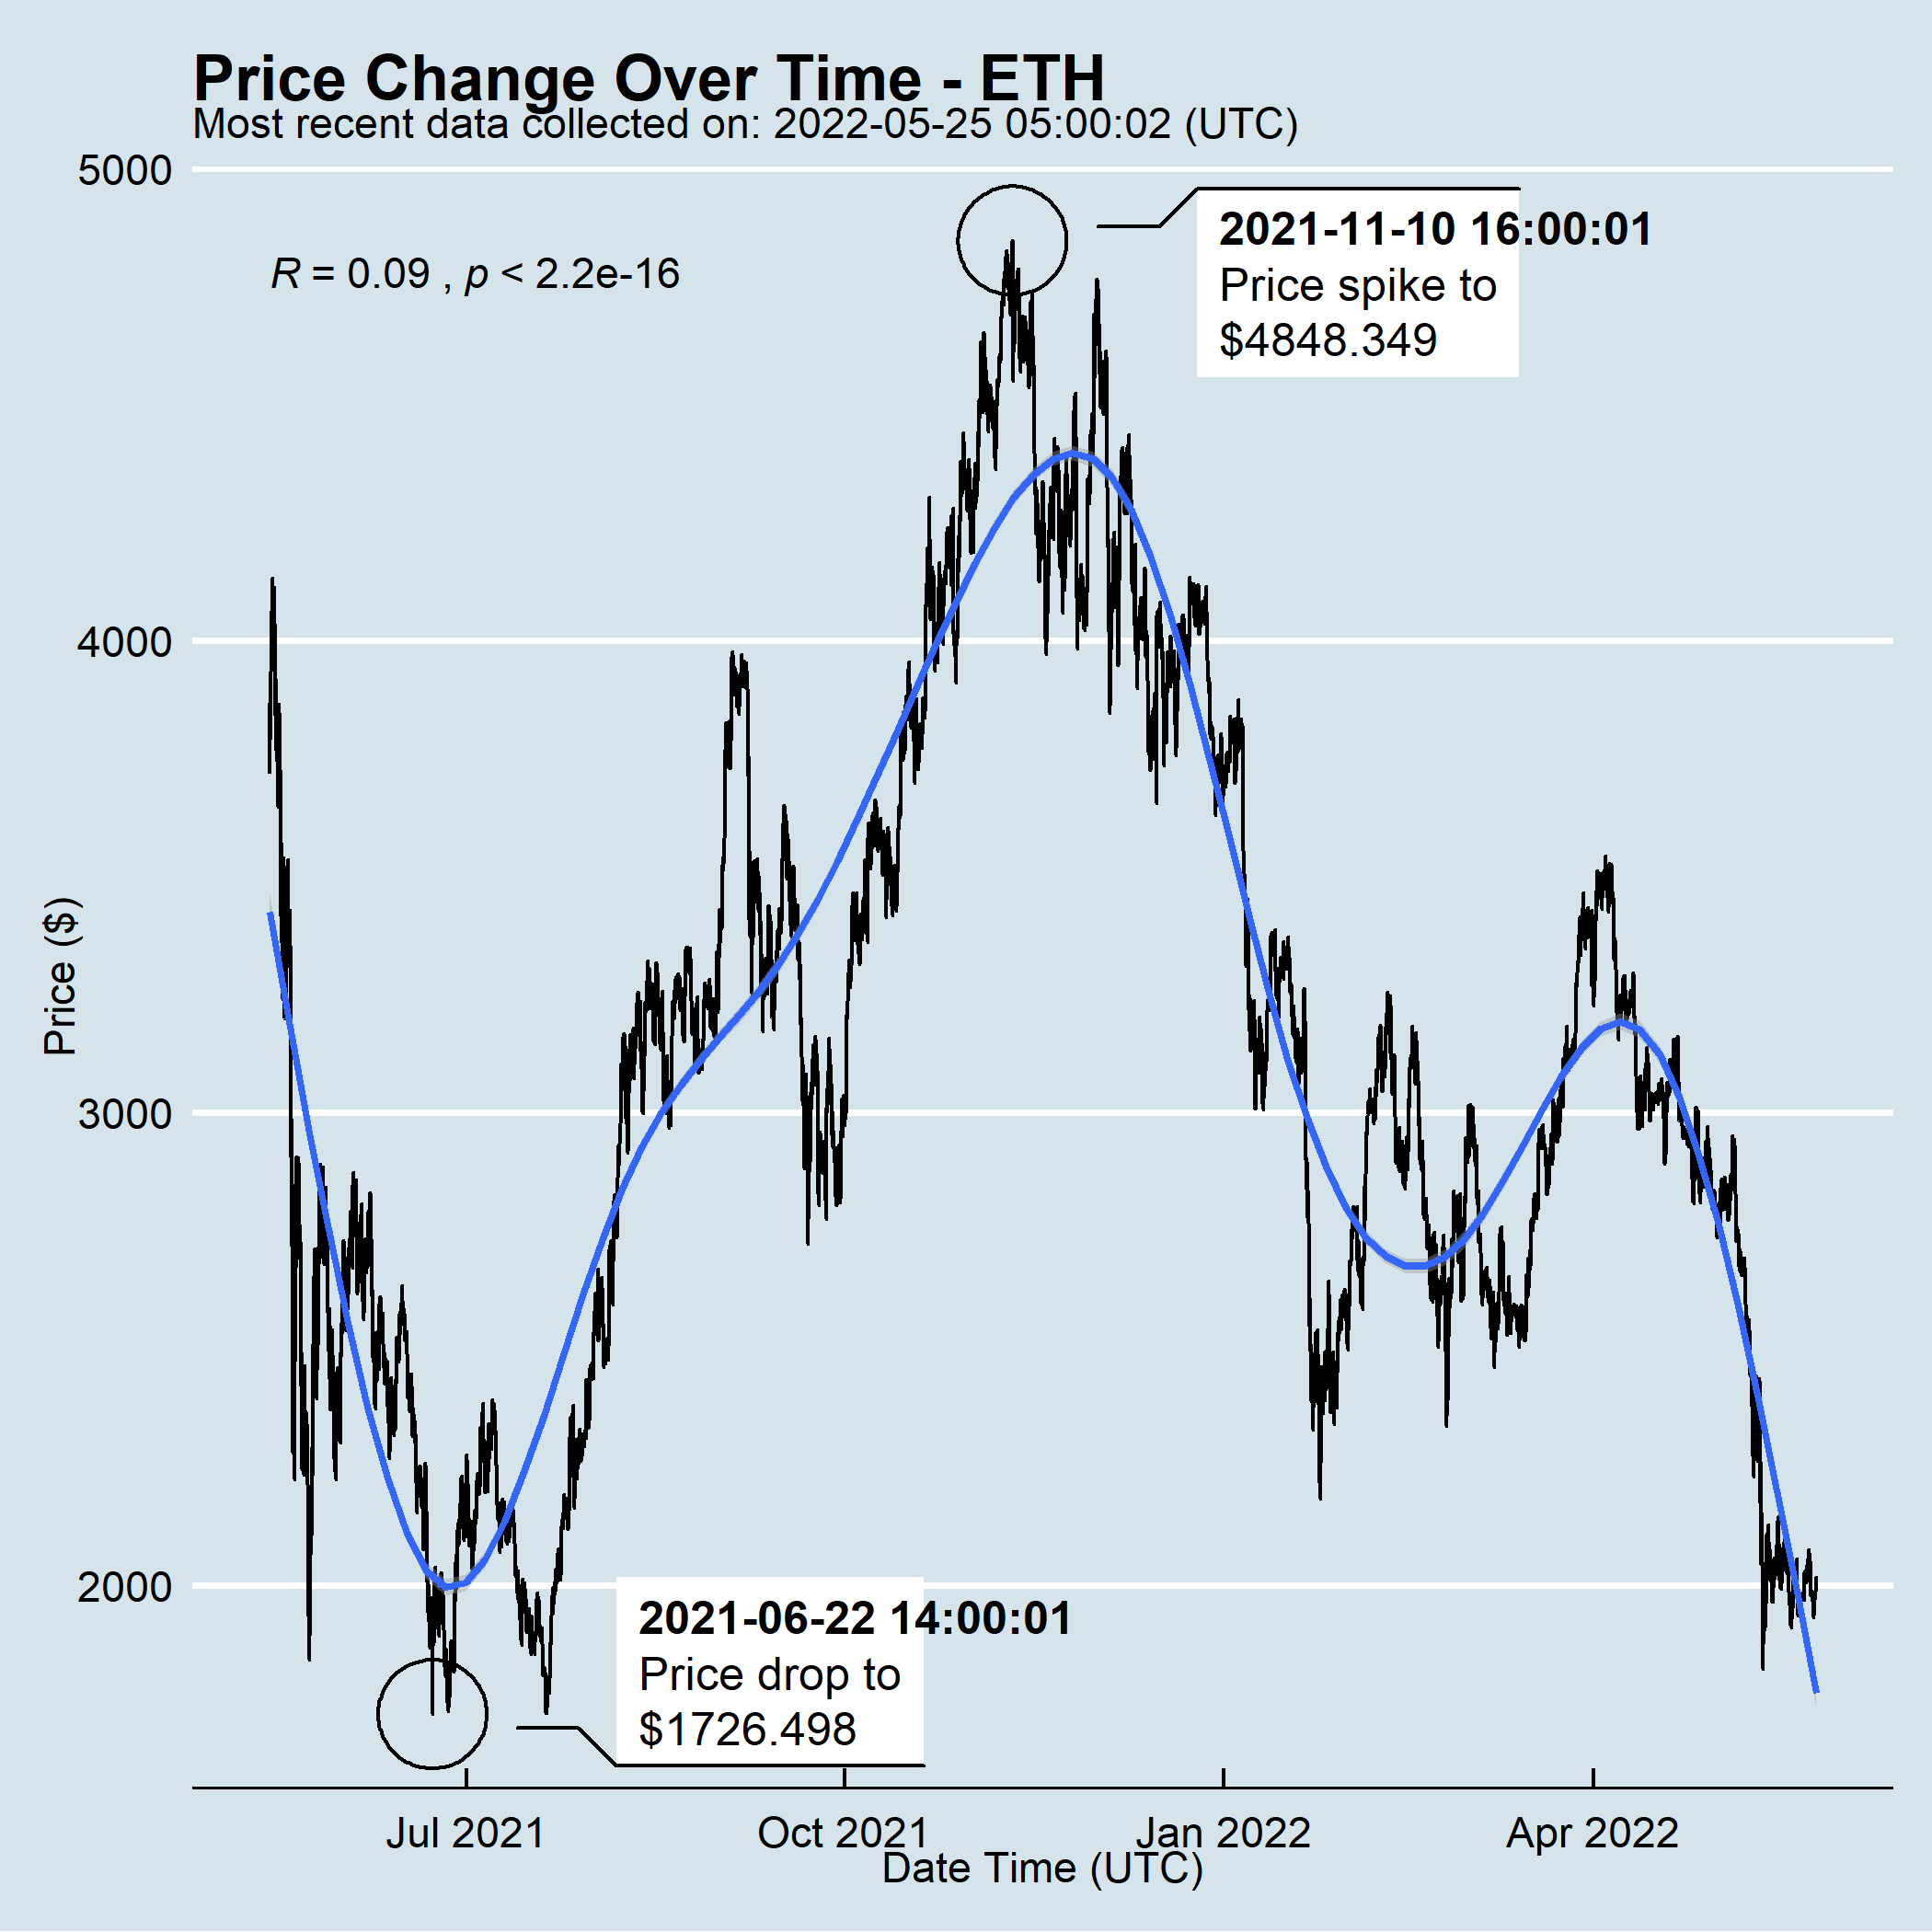 Price Change Over Time - ETH
Most recent data collected on: 2022-05-25 05:00:02 (UTC)
5000
2021-11-10 16:00:01
Price spike to
$4848.349
R = 0.09 , p < 2.2e-16
4000
Price ($)
3000
2000
2021-06-22 14:00:01
Price drop to
$1726.498
Jul 2021
Oct 2021
Jan 2022
Apr 2022
Date Time (UTC)